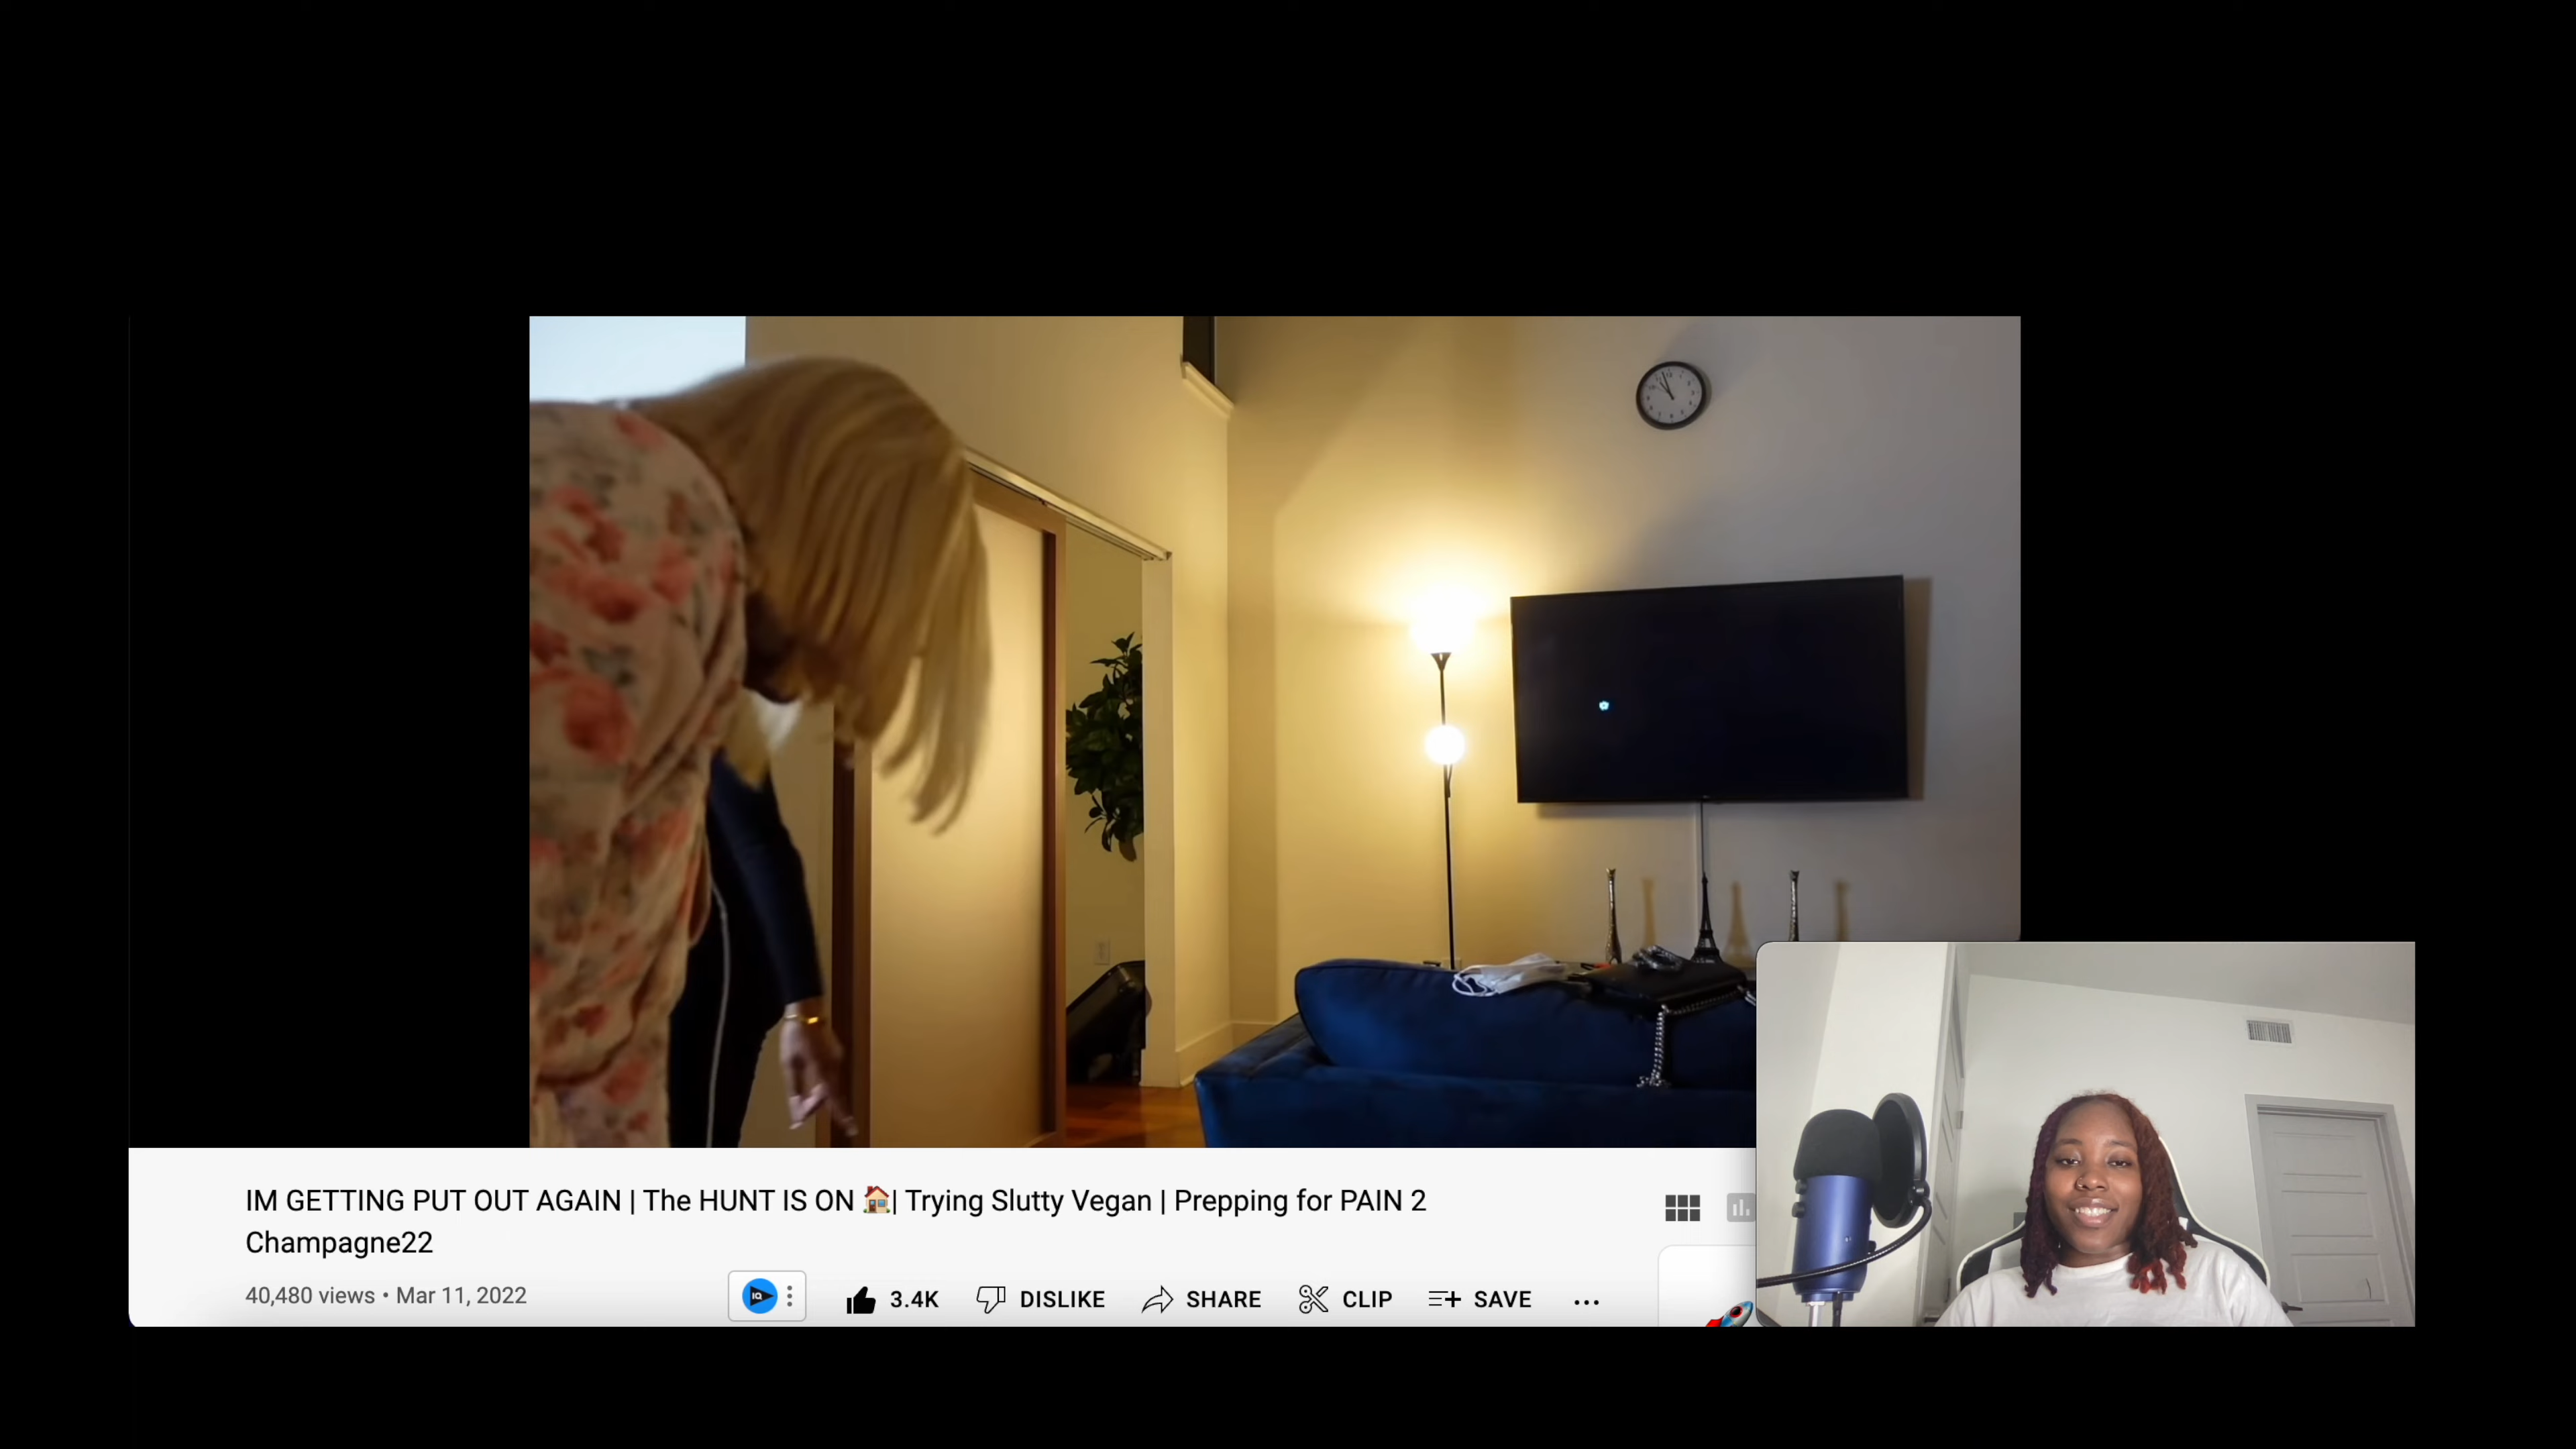 IM GETTING PUT OUT AGAIN | The HUNT IS ON 🏠| Trying Slutty Vegan | Prepping for PAIN 2
Champagne22
40,480 views • Mar 11, 2022
IQ
3.4K
DISLIKE
SHARE
CLIP
SAVE